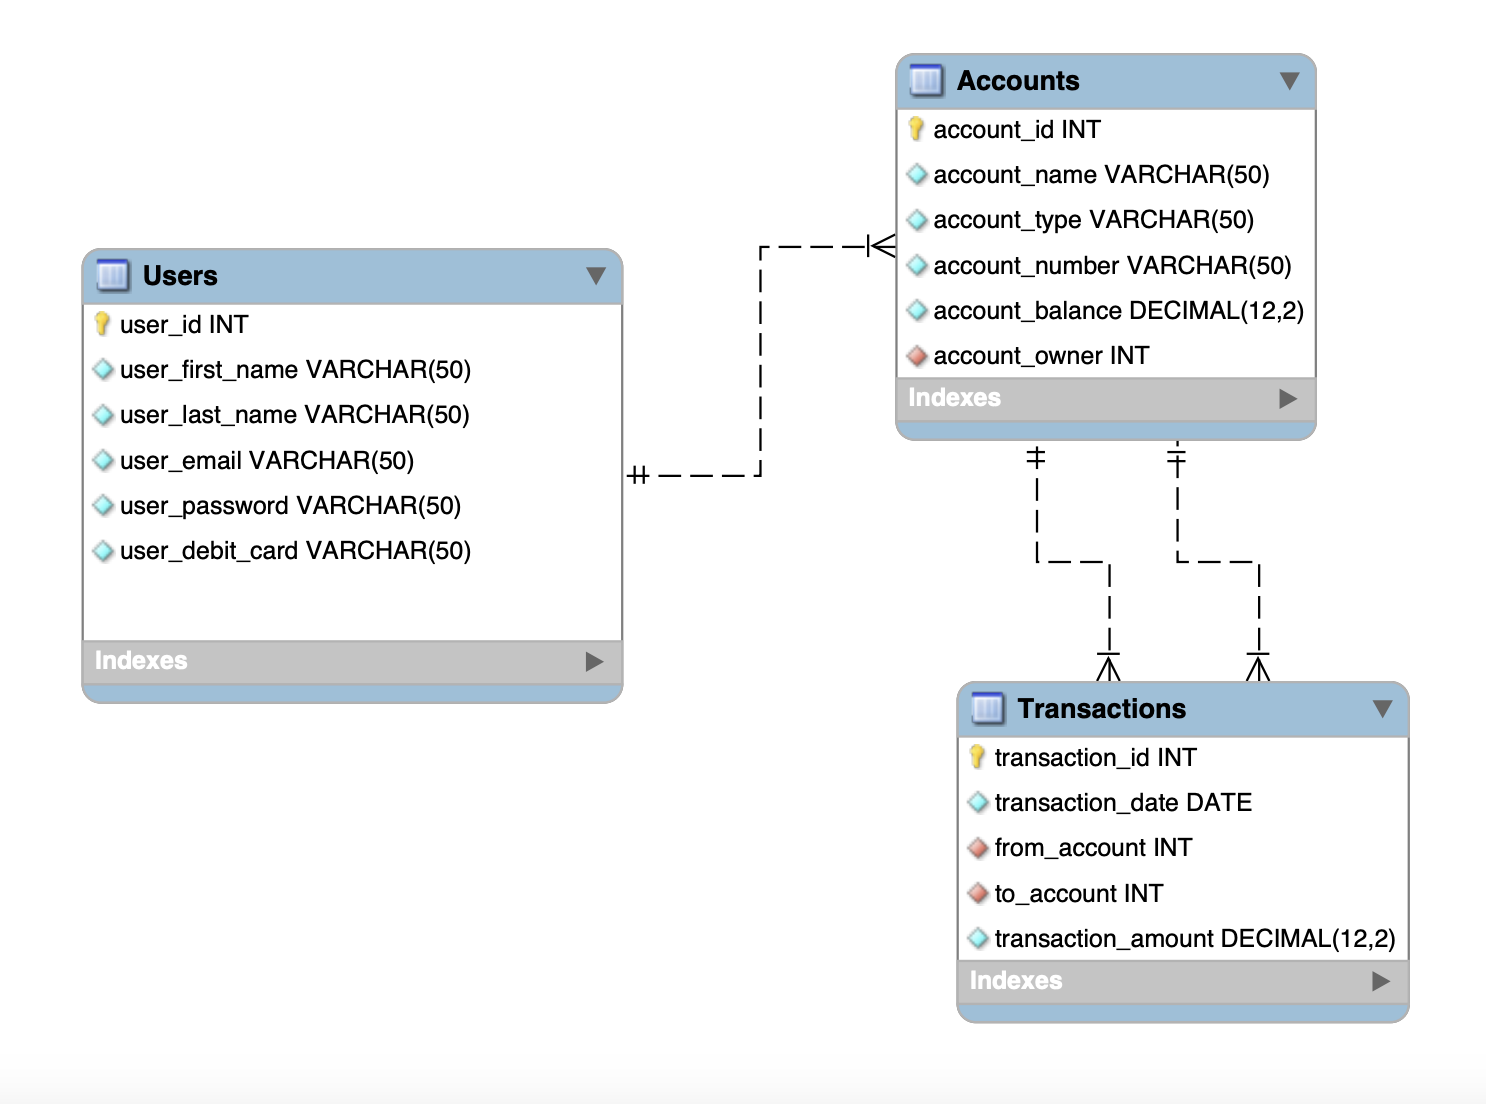 Users
user_id INT
user_first_name VARCHAR(50)
user_last_name VARCHAR(50)
user_email VARCHAR(50)
user_password VARCHAR(50)
user_debit_card VARCHAR(50)
Indexes
Accounts
account_id INT
account_name VARCHAR(50)
account_type VARCHAR(50)
account_number VARCHAR(50)
account_balance DECIMAL(12,2)
account_owner INT
Indexes
Transactions
transaction_id INT
transaction_date DATE
from_account INT
to_account INT
transaction_amount DECIMAL(12,2)
Indexes